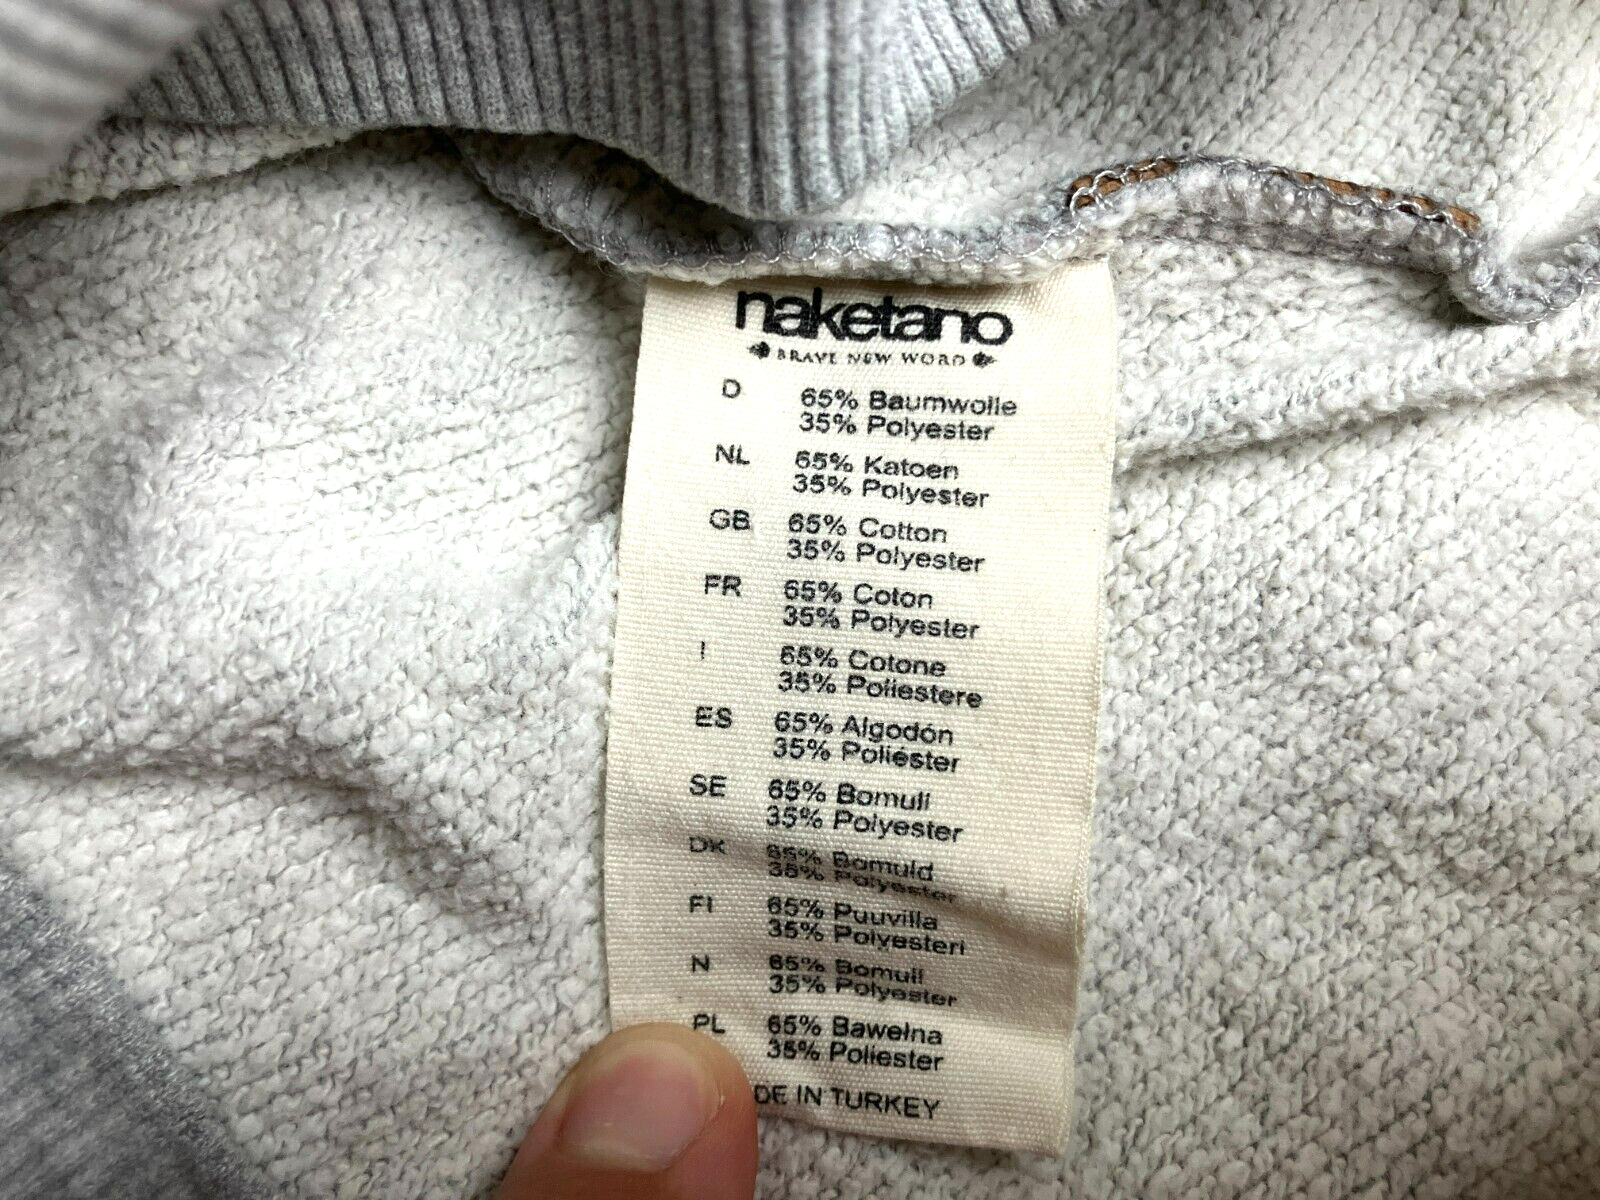 naketano
BRAVE NEW WORD
D 65% Baumwolle
35% Polyester
NL 65% Katoen
35% Polyester
GB 65% Cotton
35% Polyester
FR 65% Coton
35% Polyester
I 65% Cotone
35% Poliestere
ES 65% Algodón
35% Poliéster
SE 65% Bomull
35% Polyester
DK 65% Bomuld
35% Polyester
FI 65% Puuvilla
35% Polyesteri
N 65% Bomull
35% Polyester
PL 65% Bawełna
35% Poliester
DE IN TURKEY